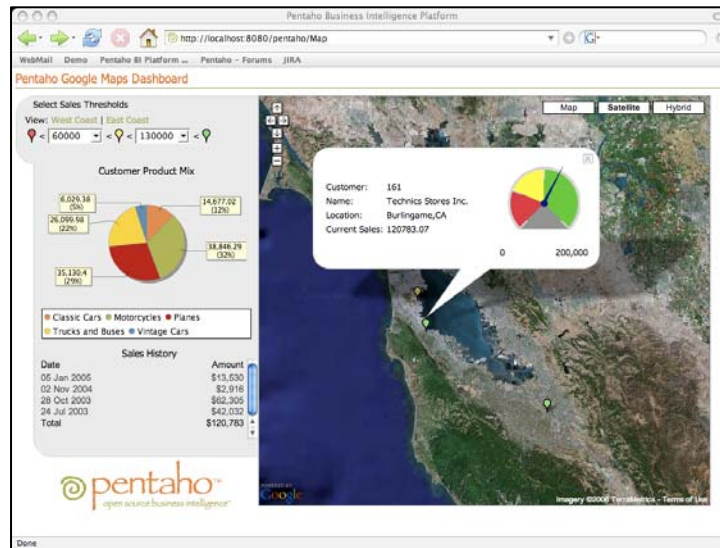 Pentaho Business Intelligence Platform
http://localhost:8080/pentaho/Map
G
WebMail Demo Pentaho BI Platform ... Pentaho - Forums JIRA
Pentaho Google Maps Dashboard
Select Sales Thresholds
View: West Coast | East Coast
< 60000 < 130000 <
Customer Product Mix
6,029.38
(5%)
14,677.02
(12%)
26,099.98
(22%)
38,846.29
(32%)
35,130.4
(29%)
Classic Cars Motorcycles Planes
Trucks and Buses Vintage Cars
Sales History
Date Amount
05 Jan 2005 $13,530
02 Nov 2004 $2,916
28 Oct 2003 $62,305
24 Jul 2003 $42,032
Total $120,783
pentaho™
open source business intelligence™
Map Satellite Hybrid
Customer: 161
Name: Technics Stores Inc.
Location: Burlingame,CA
Current Sales: 120783.07
0 200,000
POWERED BY
Google
Imagery ©2006 TerraMetrics - Terms of Use
Done